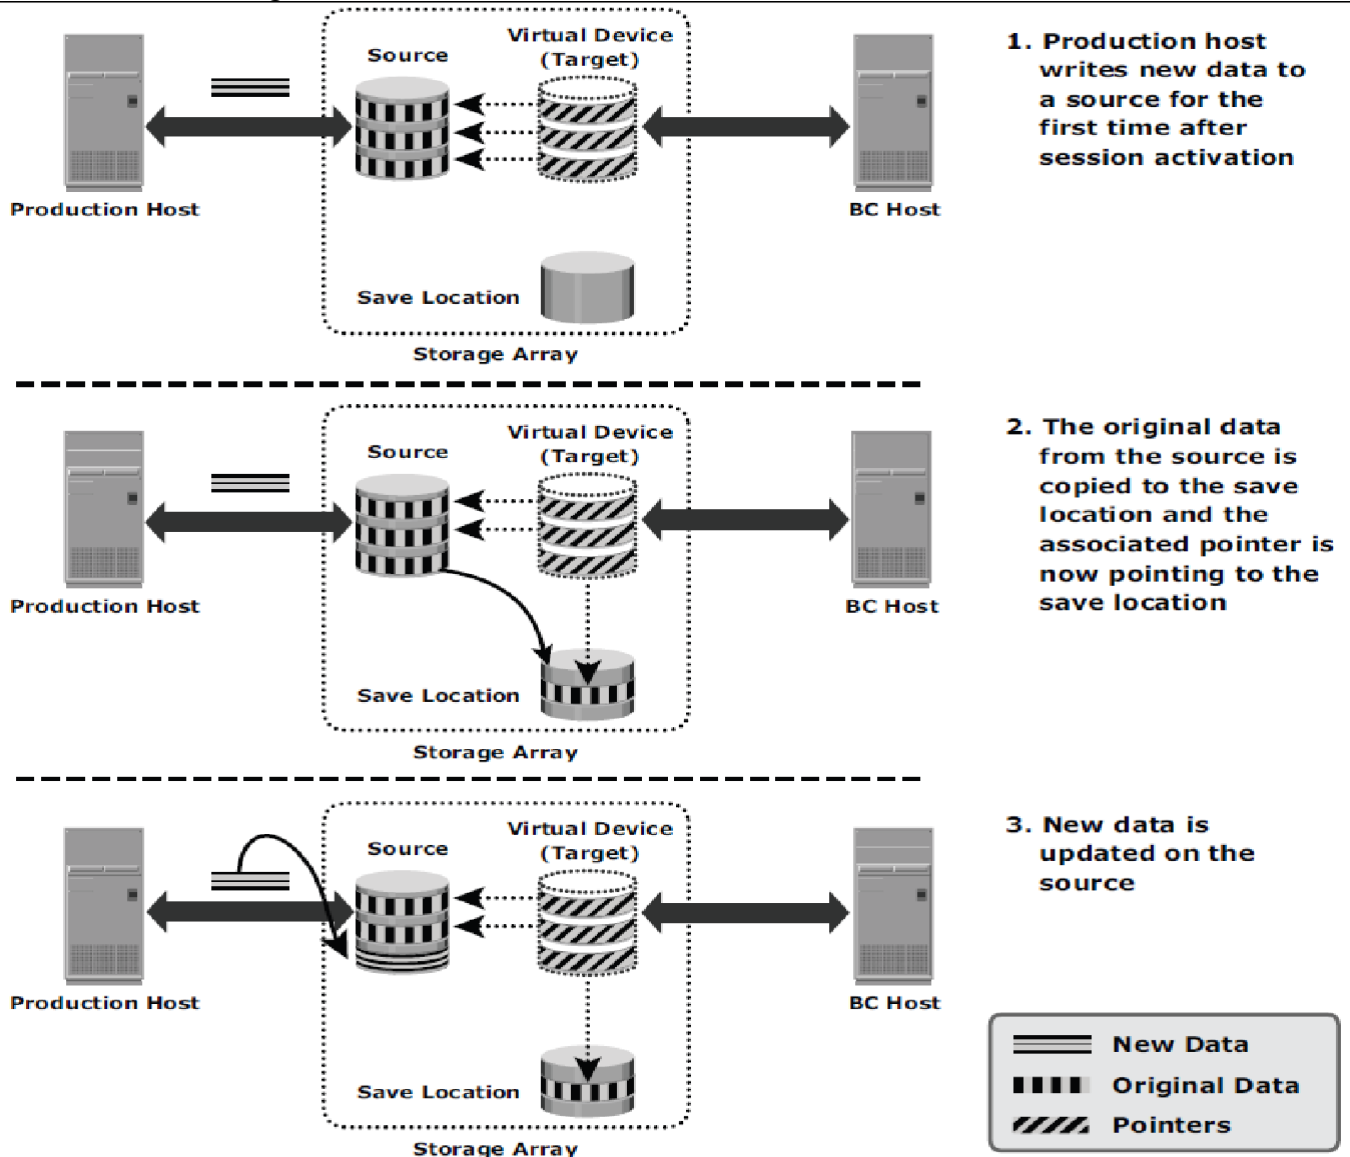 Source
Virtual Device
(Target)
Production Host
BC Host
Save Location
Storage Array
1. Production host
writes new data to
a source for the
first time after
session activation
Source
Virtual Device
(Target)
Production Host
BC Host
Save Location
Storage Array
2. The original data
from the source is
copied to the save
location and the
associated pointer is
now pointing to the
save location
Source
Virtual Device
(Target)
Production Host
BC Host
Save Location
Storage Array
3. New data is
updated on the
source
New Data
Original Data
Pointers